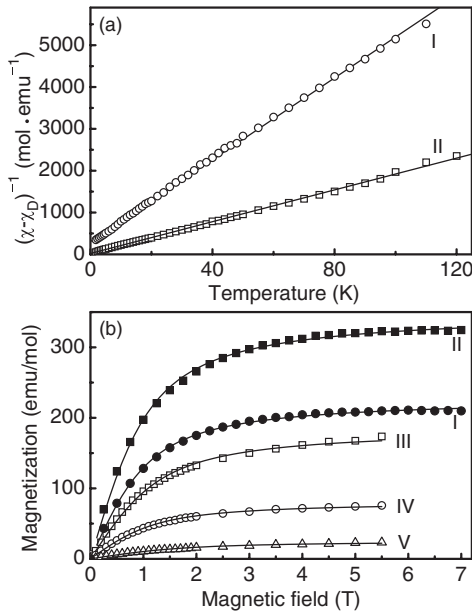 (a)
I
II
5000
4000
3000
2000
1000
0
(χ-χD)⁻¹ (mol·emu⁻¹)
0 40 80 120
Temperature (K)
(b)
II
I
III
IV
V
300
200
100
0
Magnetization (emu/mol)
0 1 2 3 4 5 6 7
Magnetic field (T)